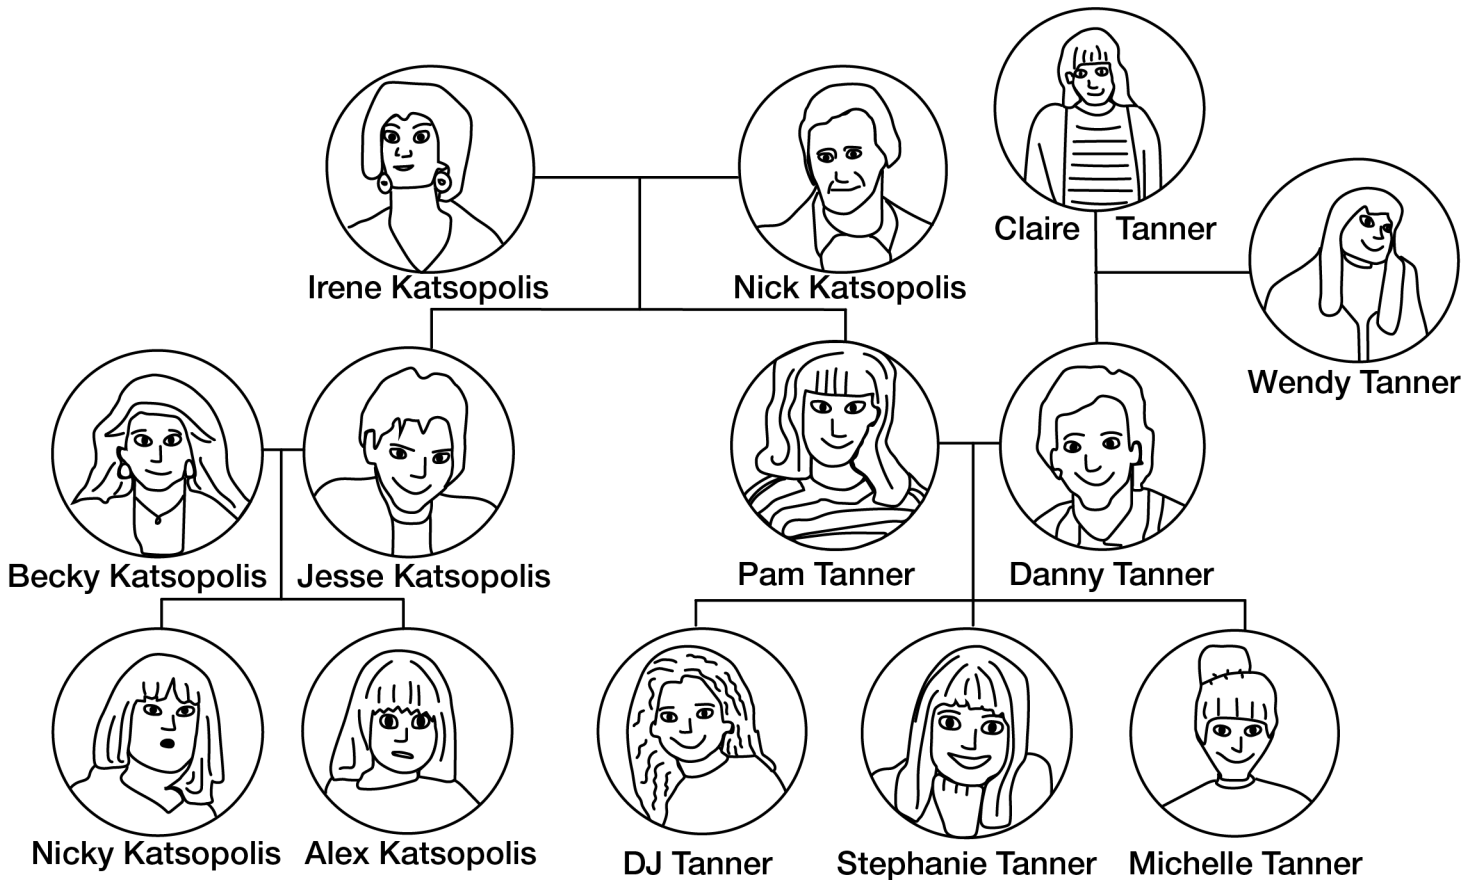 Claire Tanner
Irene Katsopolis
Nick Katsopolis
Wendy Tanner
Becky Katsopolis
Jesse Katsopolis
Pam Tanner
Danny Tanner
Nicky Katsopolis
Alex Katsopolis
DJ Tanner
Stephanie Tanner
Michelle Tanner